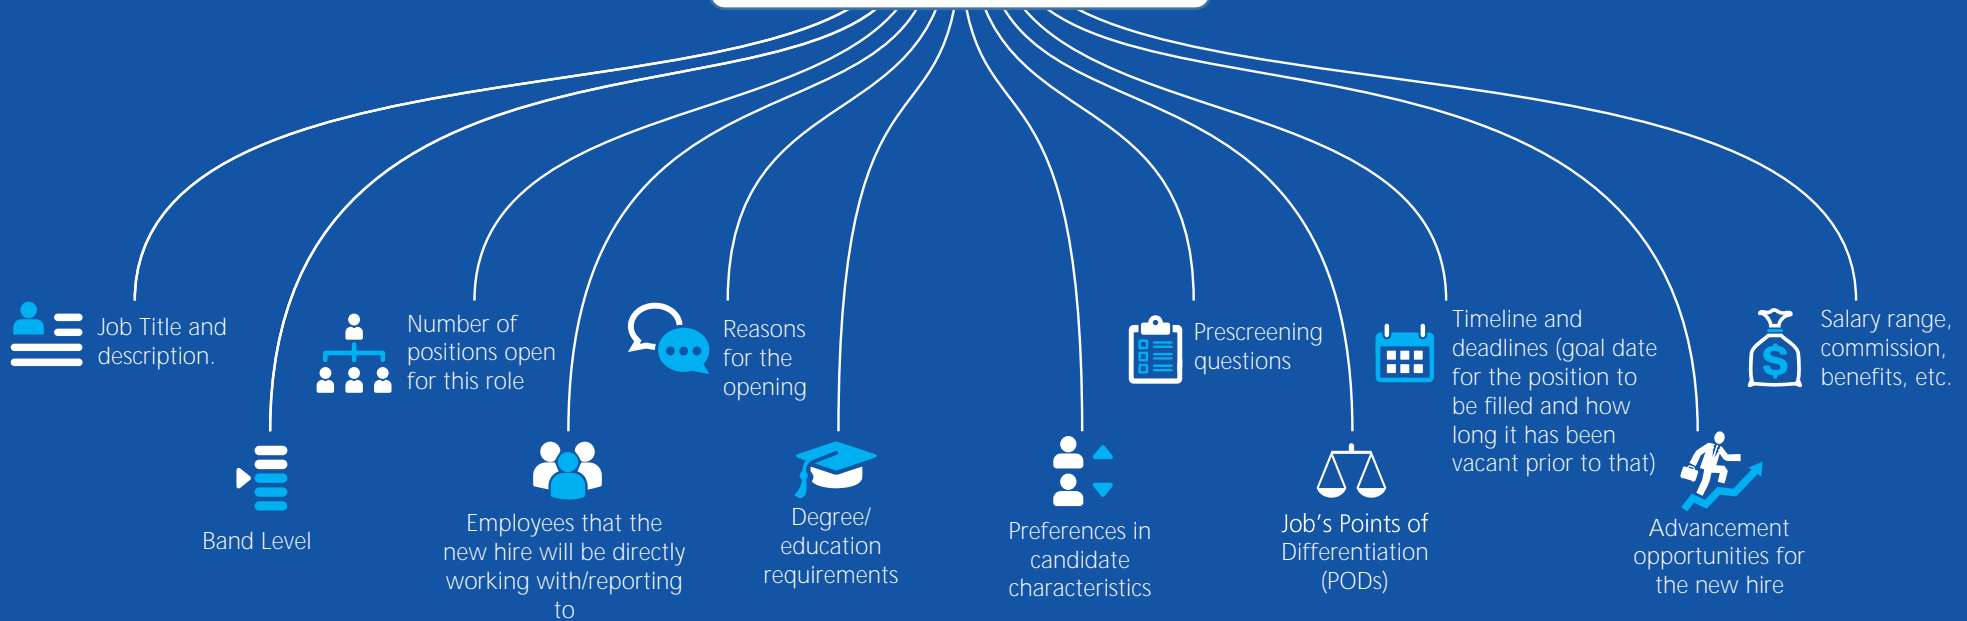 Job Title and
description.
Band Level
Number of
positions open
for this role
Employees that the
new hire will be directly
working with/reporting
to
Reasons
for the
opening
Degree/
education
requirements
Preferences in
candidate
characteristics
Prescreening
questions
Job's Points of
Differentiation
(PODs)
Timeline and
deadlines (goal date
for the position to
be filled and how
long it has been
vacant prior to that)
Advancement
opportunities for
the new hire
$
Salary range,
commission,
benefits, etc.